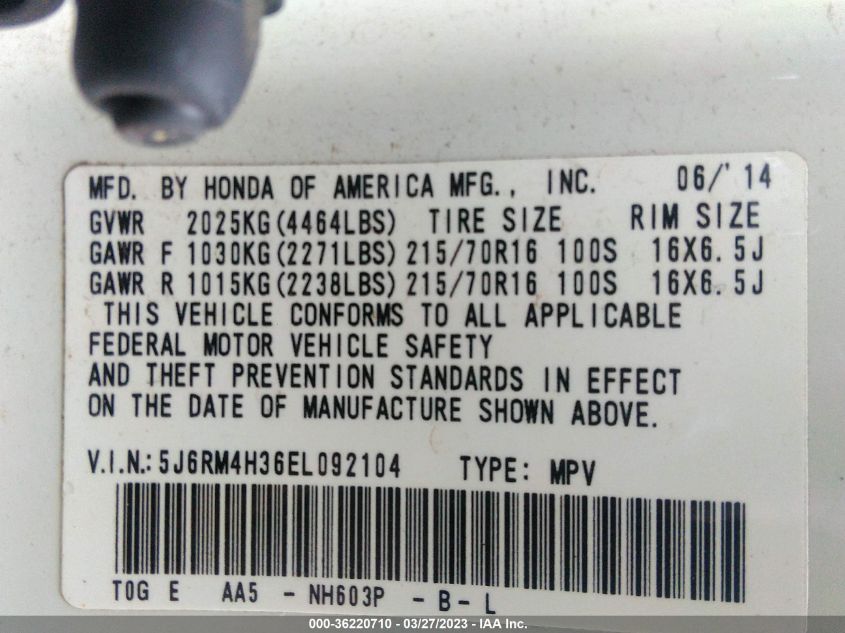 MFD. BY HONDA OF AMERICA MFG., INC. 06/'14
GVWR 2025KG(4464LBS) TIRE SIZE RIM SIZE
GAWR F 1030KG(2271LBS) 215/70R16 100S 16X6.5J
GAWR R 1015KG(2238LBS) 215/70R16 100S 16X6.5J
THIS VEHICLE CONFORMS TO ALL APPLICABLE
FEDERAL MOTOR VEHICLE SAFETY
AND THEFT PREVENTION STANDARDS IN EFFECT
ON THE DATE OF MANUFACTURE SHOWN ABOVE.
V.I.N.: 5J6RM4H36EL092104 TYPE: MPV
T0G E AA5 - NH603P - B - L
000-36220710 - 03/27/2023 - IAA Inc.